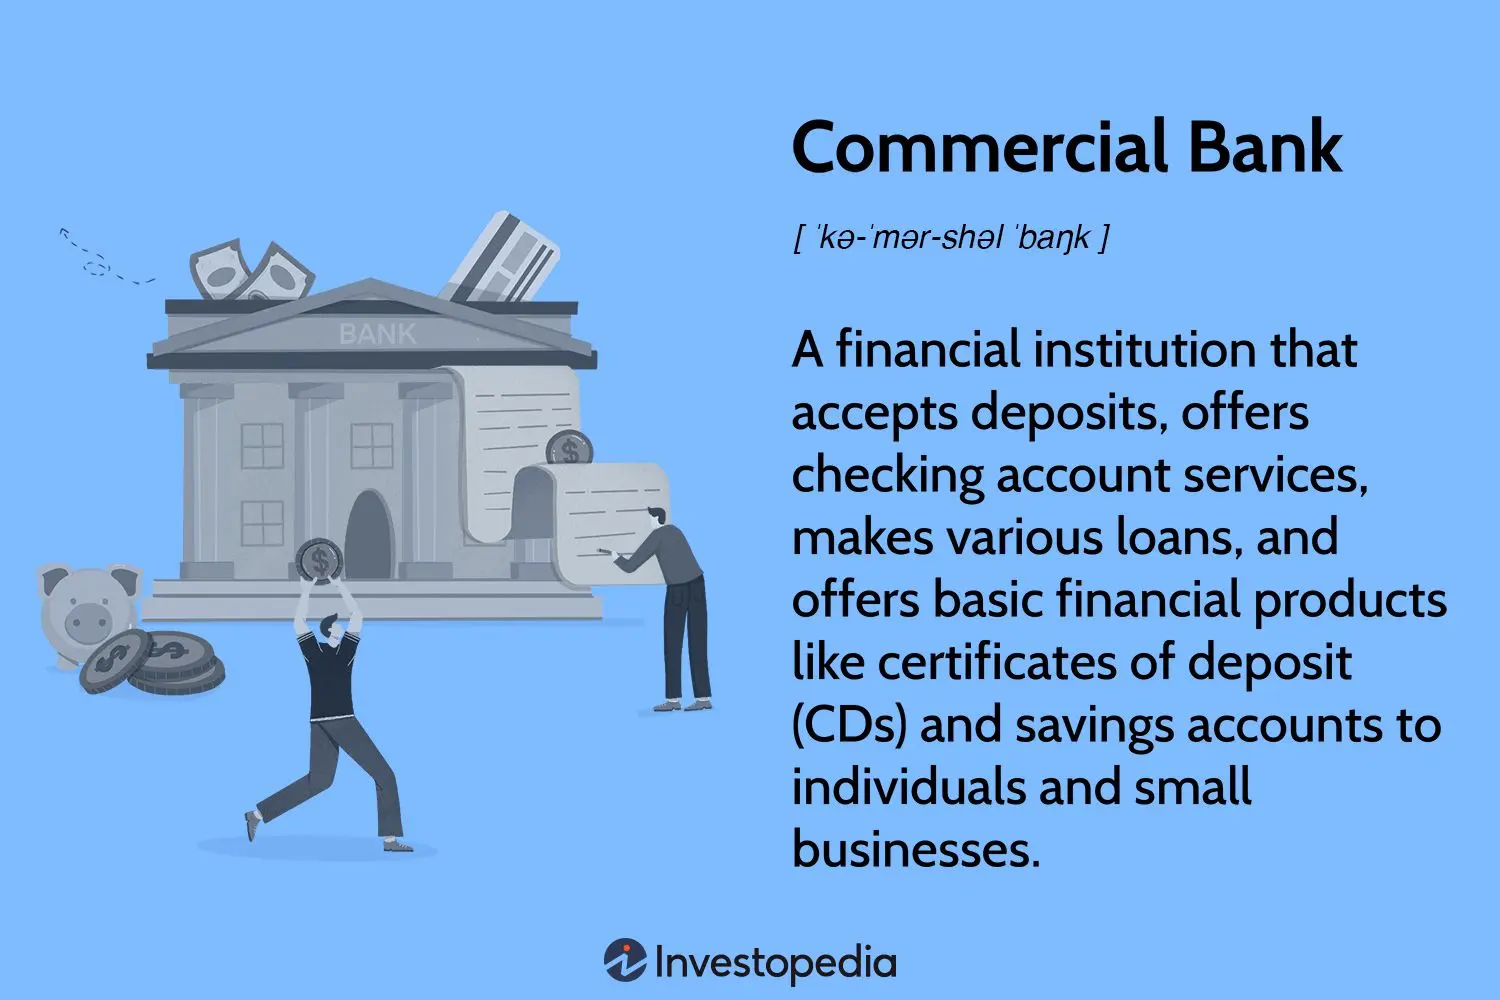 Commercial Bank
[ ˈkə-ˈmər-shəl ˈbaŋk ]
BANK
A financial institution that
accepts deposits, offers
checking account services,
makes various loans, and
offers basic financial products
like certificates of deposit
(CDs) and savings accounts to
individuals and small
businesses.
$
$
$ $
Investopedia